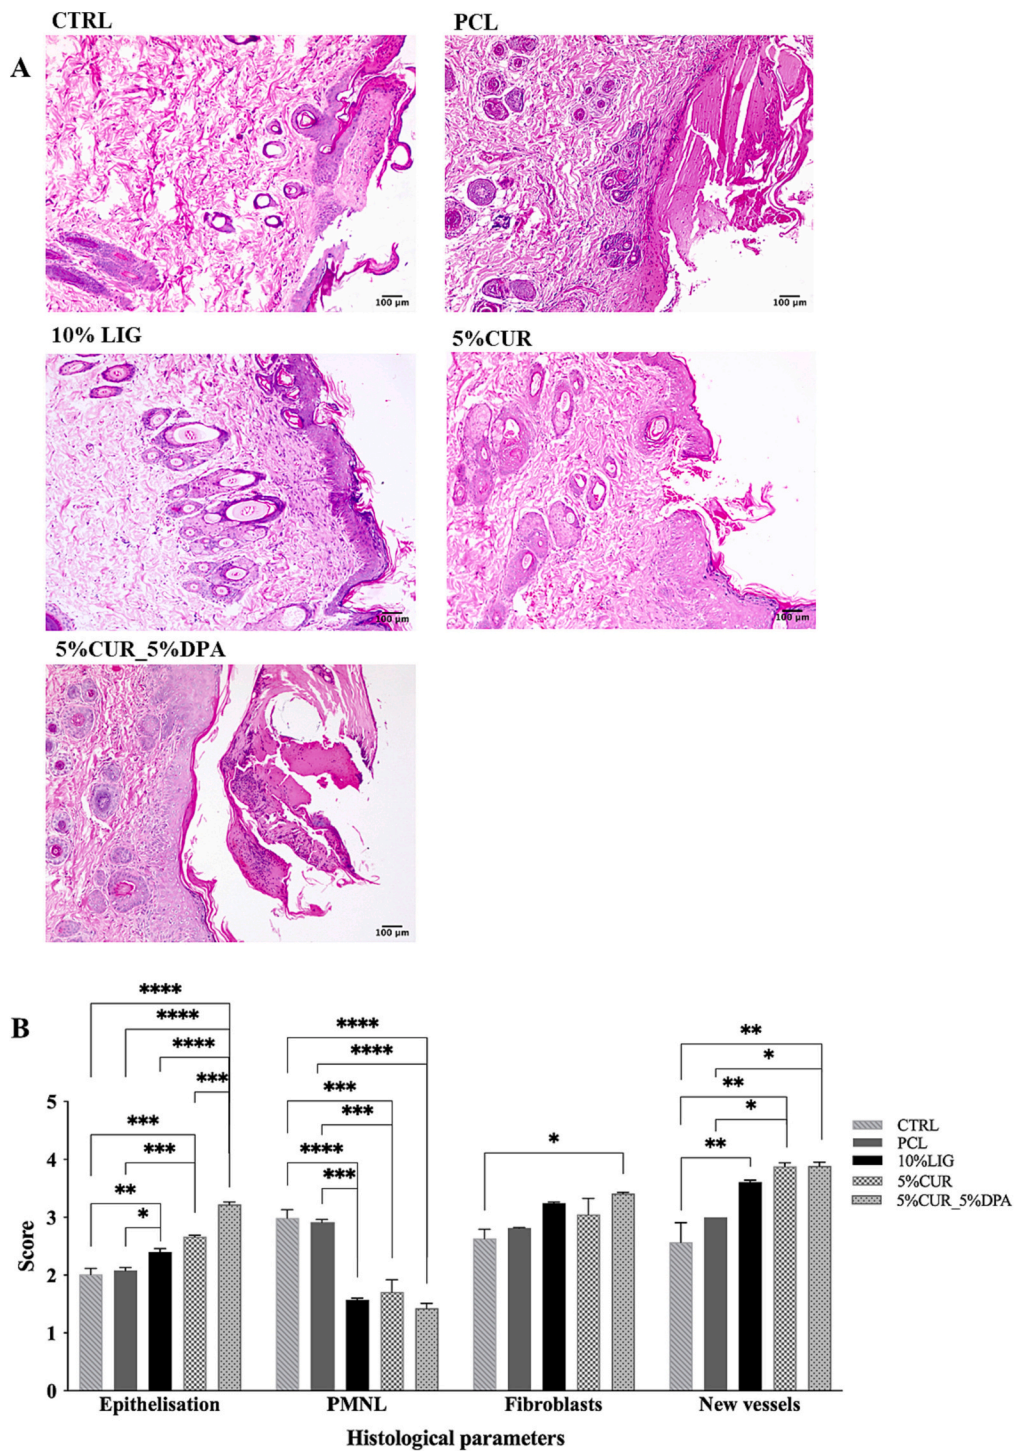 CTRL
PCL
A
100 µm
100 µm
10% LIG
5%CUR
100 µm
100 µm
5%CUR_5%DPA
100 µm
B
****
****
****
***
***
***
**
*
****
****
***
***
****
***
*
**
*
**
*
**
CTRL
PCL
10%LIG
5%CUR
5%CUR_5%DPA
5
4
3
2
1
0
Score
Epithelisation
PMNL
Fibroblasts
New vessels
Histological parameters